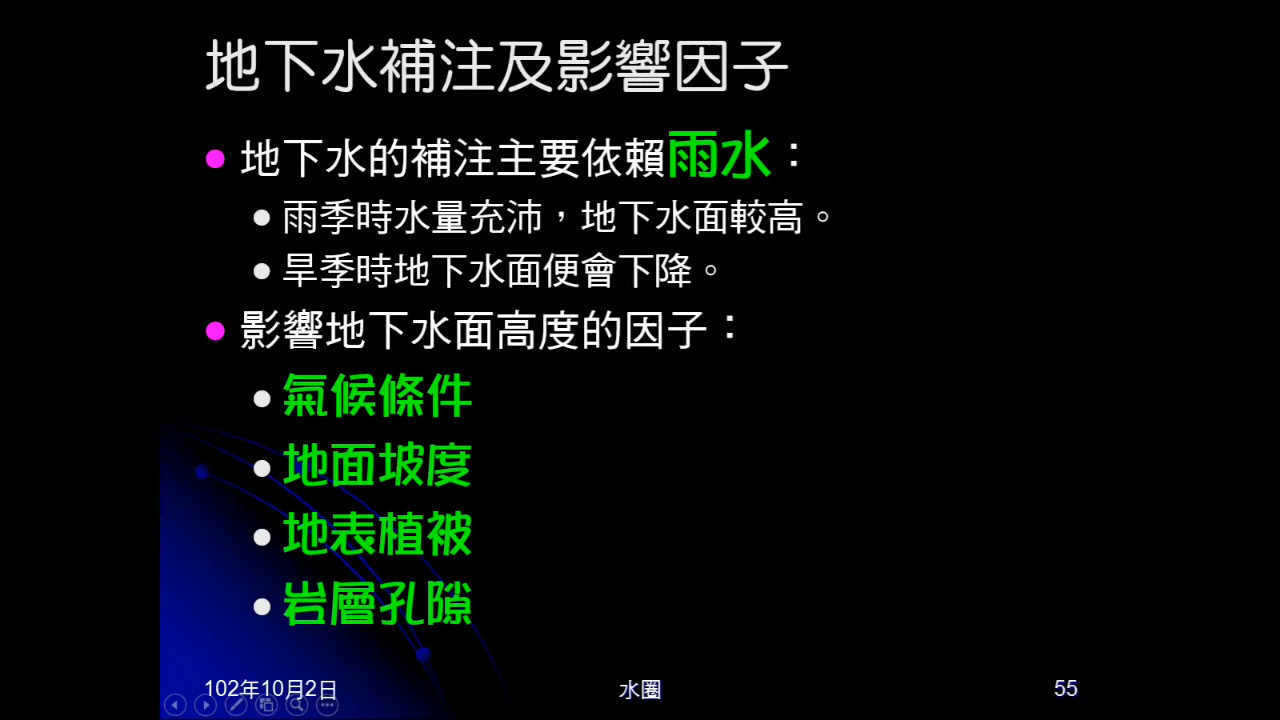 地下水補注及影響因子
地下水的補注主要依賴雨水：
雨季時水量充沛，地下水面較高。
旱季時地下水面便會下降。
影響地下水面高度的因子：
氣候條件
地面坡度
地表植被
岩層孔隙
102年10月2日
水圈
55